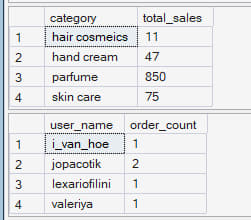 category total_sales
1 hair cosmeics 11
2 hand cream 47
3 parfume 850
4 skin care 75
user_name order_count
1 i_van_hoe 1
2 jopacotik 2
3 lexariofilini 1
4 valeriya 1